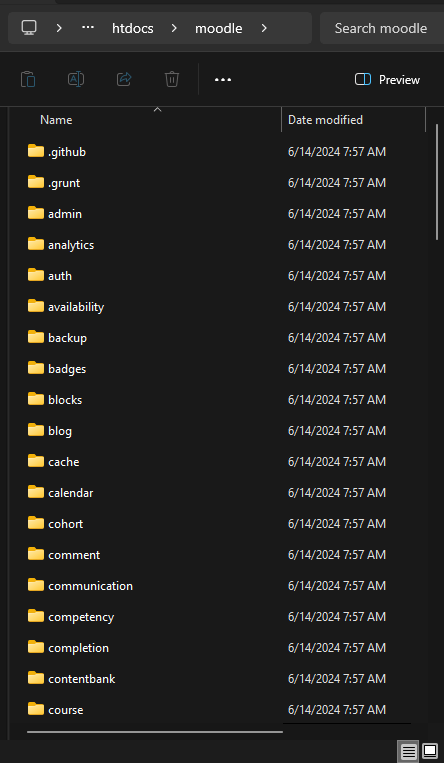 htdocs moodle Search moodle
Preview
Name Date modified
.github 6/14/2024 7:57 AM
.grunt 6/14/2024 7:57 AM
admin 6/14/2024 7:57 AM
analytics 6/14/2024 7:57 AM
auth 6/14/2024 7:57 AM
availability 6/14/2024 7:57 AM
backup 6/14/2024 7:57 AM
badges 6/14/2024 7:57 AM
blocks 6/14/2024 7:57 AM
blog 6/14/2024 7:57 AM
cache 6/14/2024 7:57 AM
calendar 6/14/2024 7:57 AM
cohort 6/14/2024 7:57 AM
comment 6/14/2024 7:57 AM
communication 6/14/2024 7:57 AM
competency 6/14/2024 7:57 AM
completion 6/14/2024 7:57 AM
contentbank 6/14/2024 7:57 AM
course 6/14/2024 7:57 AM